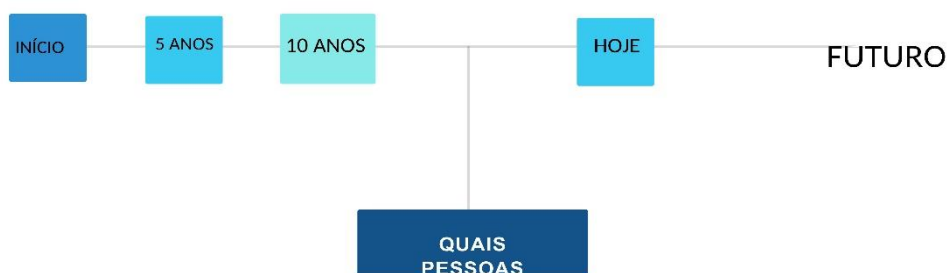 INÍCIO
5 ANOS
10 ANOS
HOJE
FUTURO
QUAIS
PESSOAS